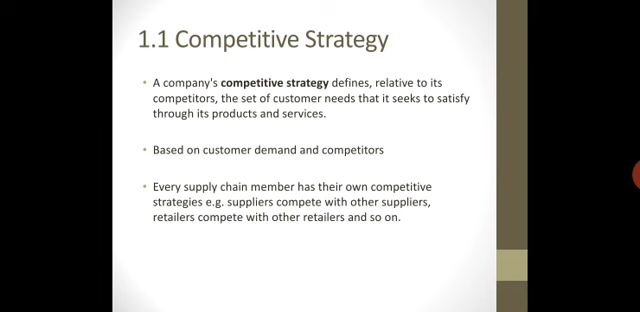 1.1 Competitive Strategy
• A company's competitive strategy defines, relative to its
competitors, the set of customer needs that it seeks to satisfy
through its products and services.
• Based on customer demand and competitors
• Every supply chain member has their own competitive
strategies e.g. suppliers compete with other suppliers,
retailers compete with other retailers and so on.